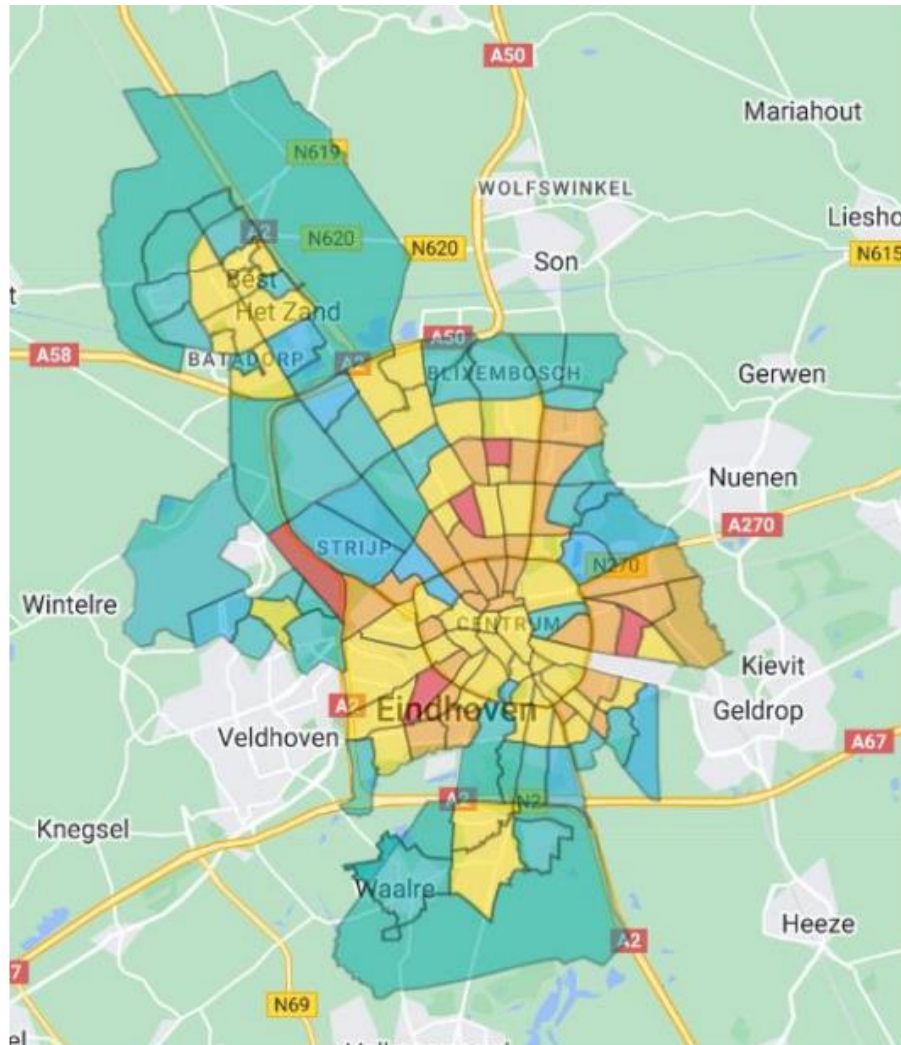 A50
Mariahout
N619
WOLFSWINKEL
Liesho
A2
N620
N620
Son
N615
Best
t
Het Zand
A50
A58
BATADORP
A2
BLIXEMBOSCH
Gerwen
Nuenen
A270
STRIJP
N270
Wintelre
CENTRUM
Kievit
A2
Eindhoven
Geldrop
Veldhoven
A67
A2
N2
Knegsel
Waalre
Heeze
A2
7
N69
el